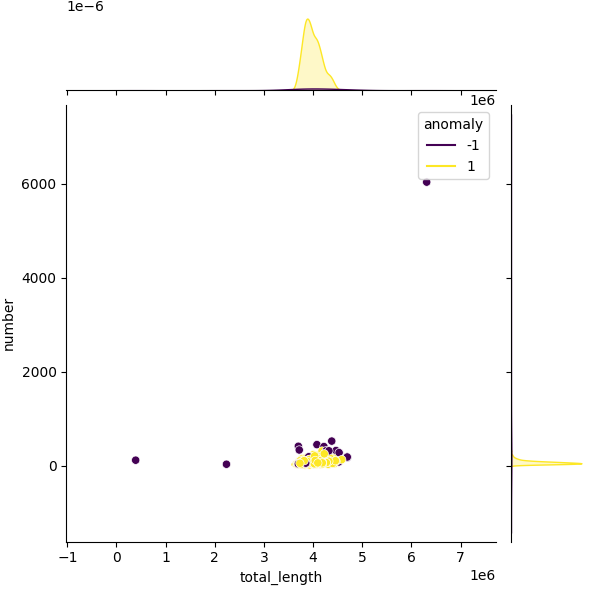 1e−6
1e6
anomaly
-1
1
6000
4000
2000
0
number
−1 0 1 2 3 4 5 6 7
total_length
1e6